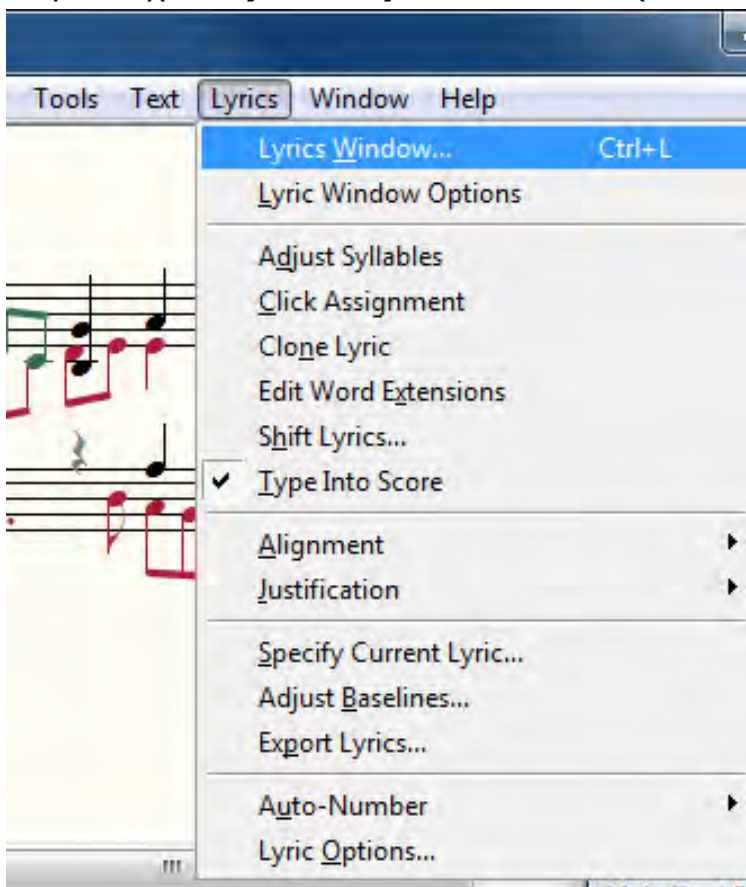 Tools Text Lyrics Window Help
Lyrics Window... Ctrl+L
Lyric Window Options
Adjust Syllables
Click Assignment
Clone Lyric
Edit Word Extensions
Shift Lyrics...
Type Into Score
Alignment
Justification
Specify Current Lyric...
Adjust Baselines...
Export Lyrics...
Auto-Number
Lyric Options...